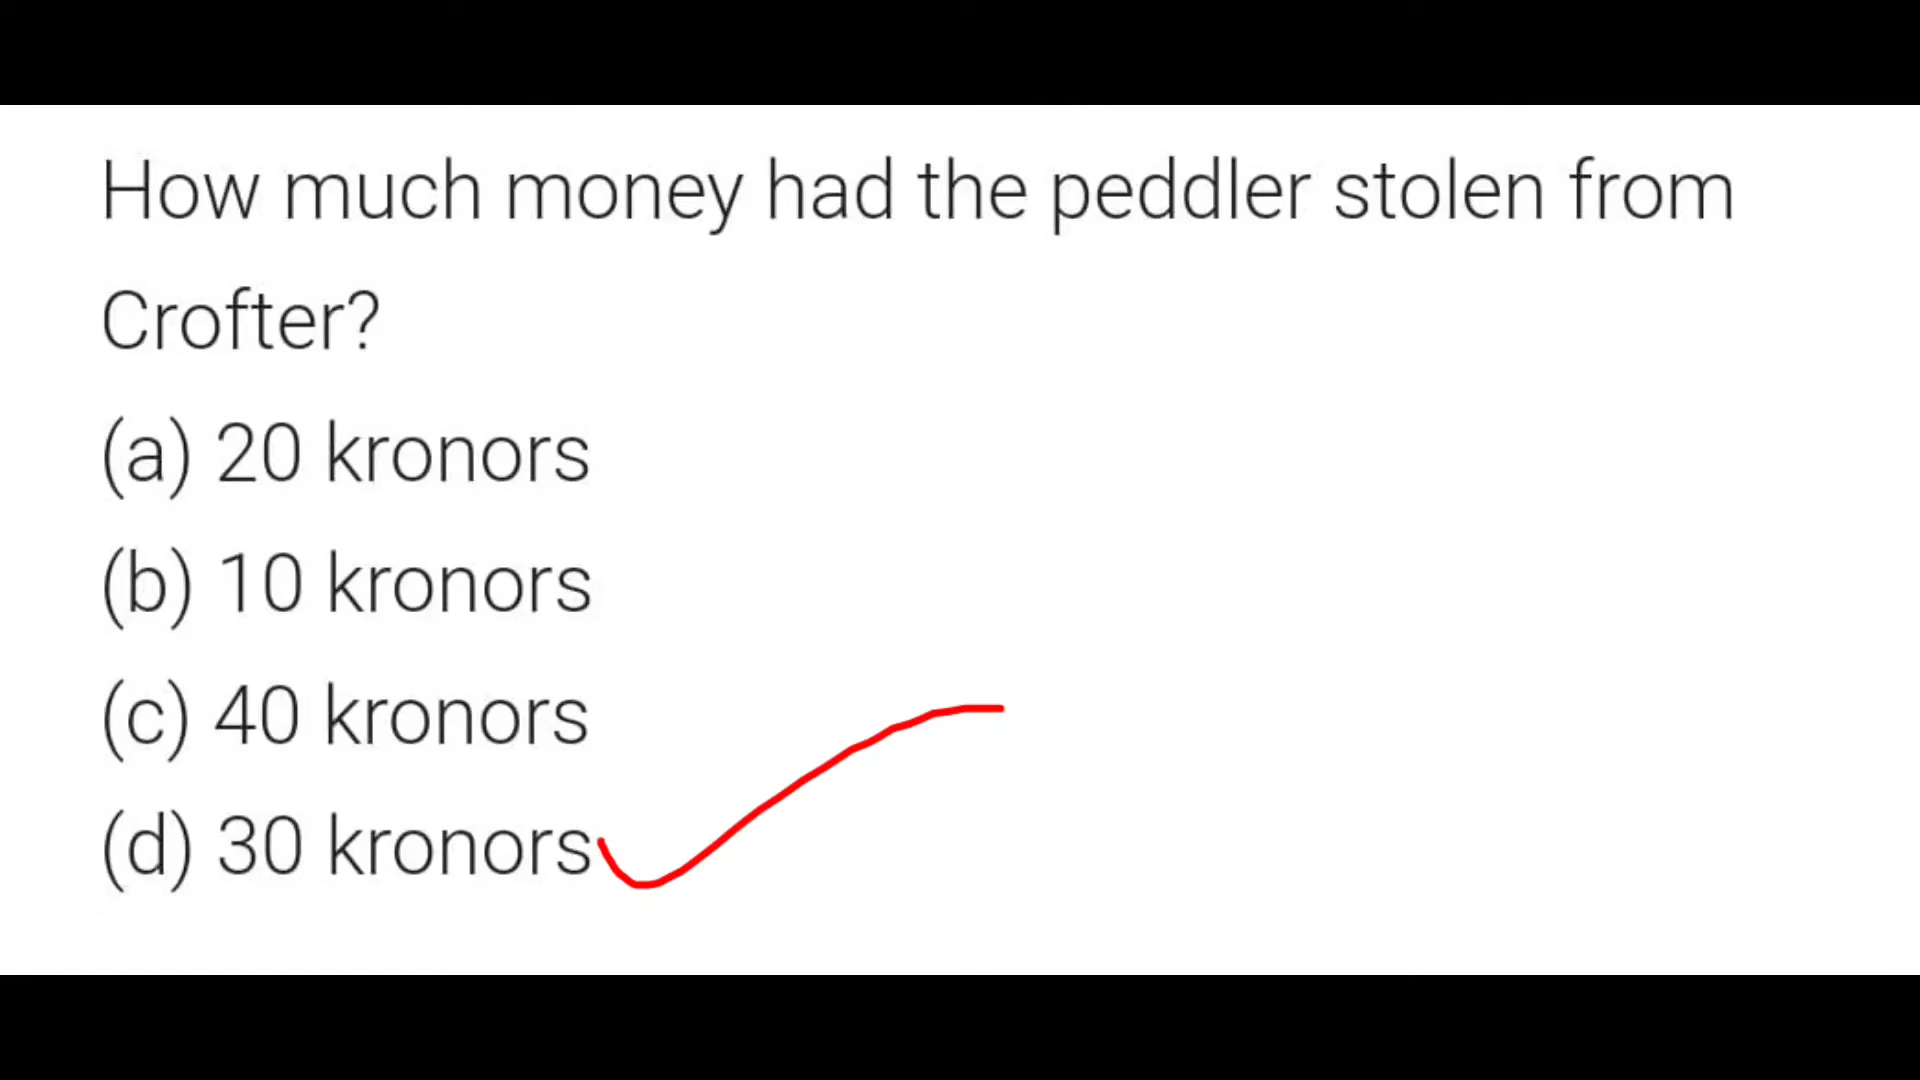 How much money had the peddler stolen from
Crofter?
(a) 20 kronors
(b) 10 kronors
(c) 40 kronors
(d) 30 kronors